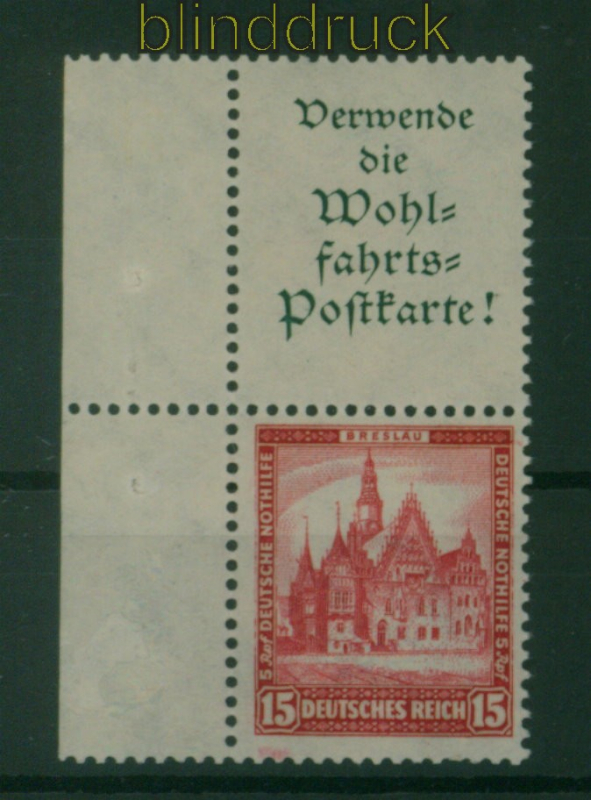 blinddruck
Verwende
die
Wohl=
fahrts=
Postkarte!
BRESLAU
5 Rpf DEUTSCHE NOTHILFE
DEUTSCHE NOTHILFE 5 Rpf
15 DEUTSCHES REICH 15